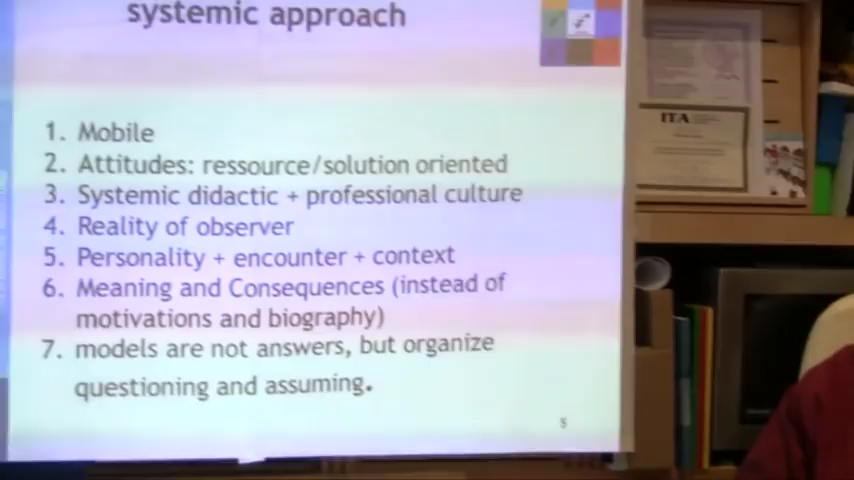 systemic approach
1. Mobile
2. Attitudes: ressource/solution oriented
3. Systemic didactic + professional culture
4. Reality of observer
5. Personality + encounter + context
6. Meaning and Consequences (instead of
motivations and biography)
7. models are not answers, but organize
questioning and assuming.
5
ITA